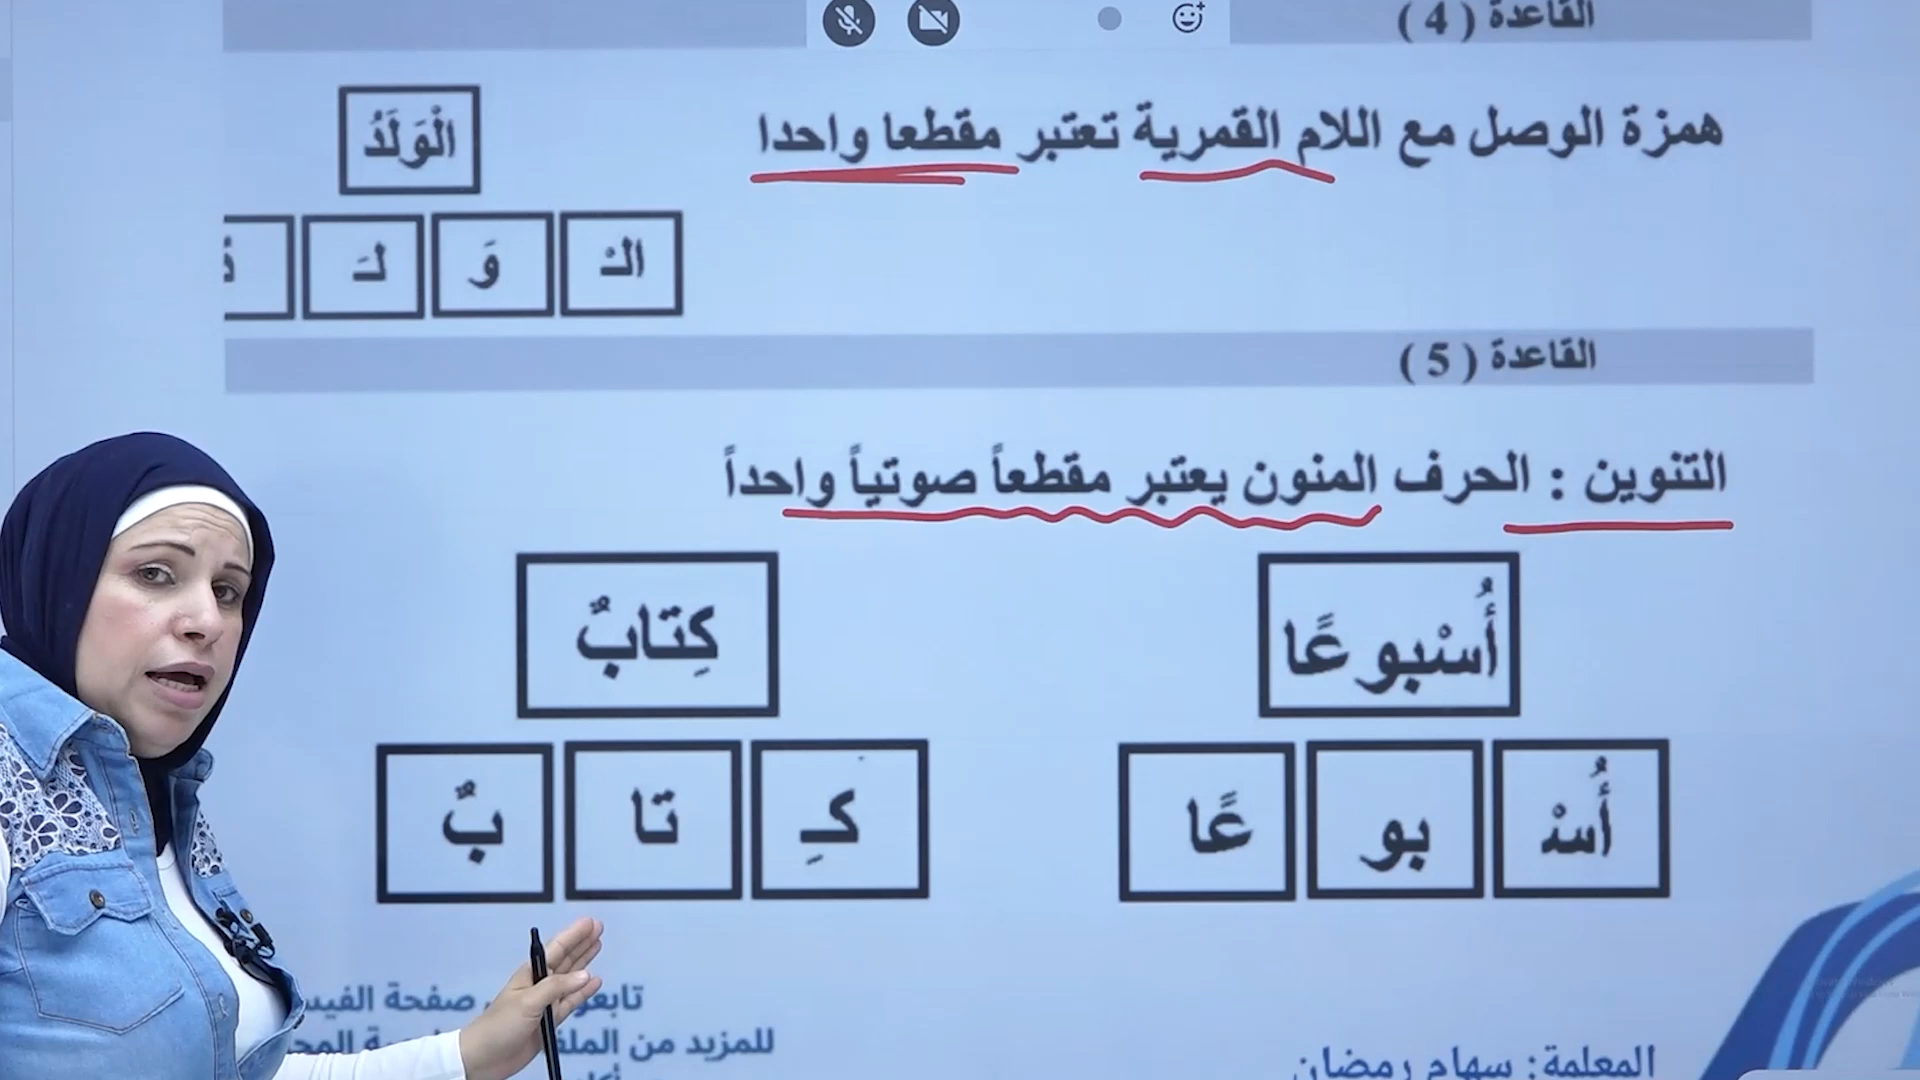 القاعدة ( 4 )
همزة الوصل مع اللام القمرية تعتبر مقطعا واحدا
الْوَلَدُ
الْـ وَ لَـ
القاعدة ( 5 )
التنوين : الحرف المنون يعتبر مقطعاً صوتياً واحداً
أُسْبوعًا كِتابٌ
أُسْـ بو عًا كِـ تا بٌ
صفحة
للمزيد من
المعلمة: سهام رمضان